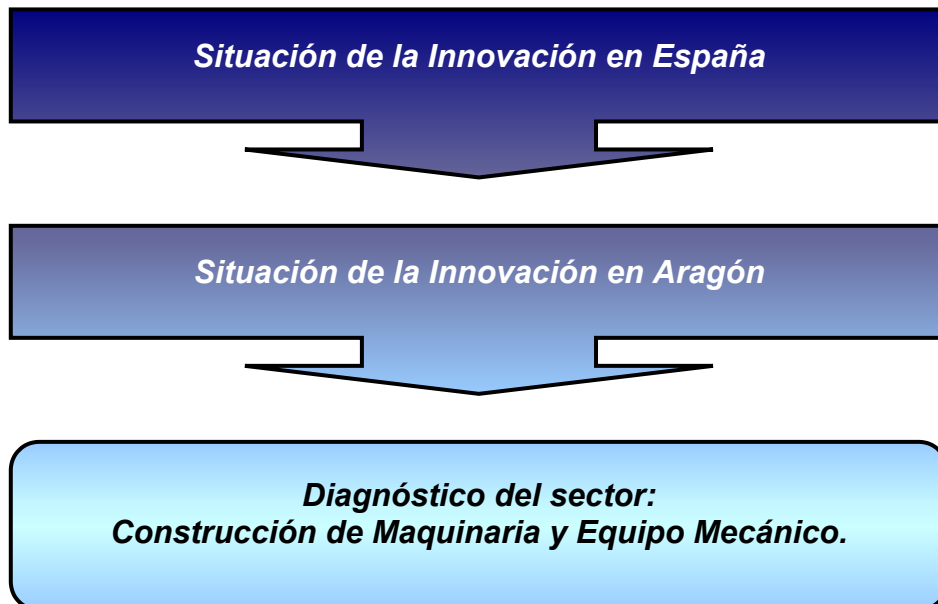 Situación de la Innovación en España
Situación de la Innovación en Aragón
Diagnóstico del sector:
Construcción de Maquinaria y Equipo Mecánico.